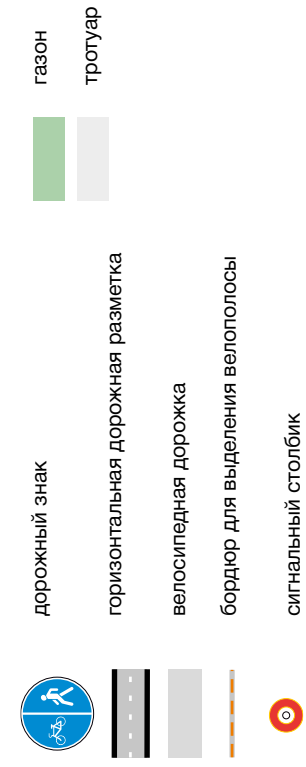 дорожный знак
горизонтальная дорожная разметка
велосипедная дорожка
бордюр для выделения велополосы
сигнальный столбик
газон
тротуар